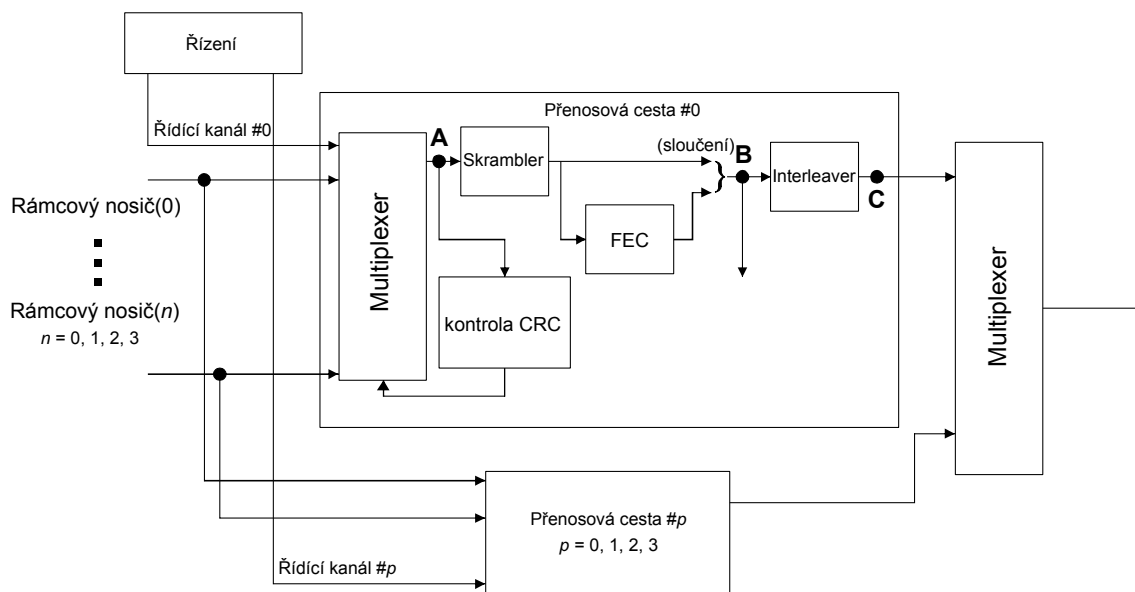 Řízení
Přenosová cesta #0
Řídící kanál #0
A
Skrambler
(sloučení)
B
Interleaver
C
Rámcový nosič(0)
Rámcový nosič(n)
n = 0, 1, 2, 3
Multiplexer
FEC
kontrola CRC
Multiplexer
Přenosová cesta #p
p = 0, 1, 2, 3
Řídící kanál #p